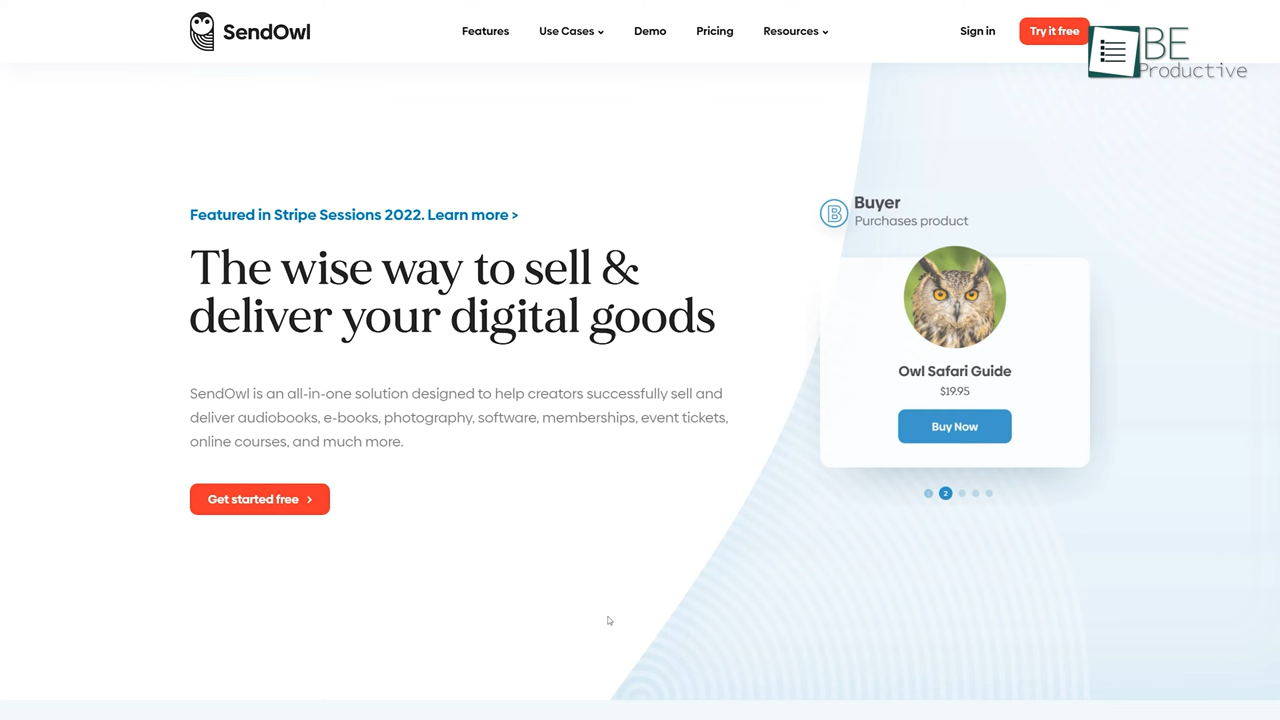 SendOwl
Features
Use Cases
Demo
Pricing
Resources
Sign in
Try it free
BE
Productive
Featured in Stripe Sessions 2022. Learn more >
The wise way to sell &
deliver your digital goods
SendOwl is an all-in-one solution designed to help creators successfully sell and
deliver audiobooks, e-books, photography, software, memberships, event tickets,
online courses, and much more.
Get started free >
B
Buyer
Purchases product
Owl Safari Guide
$19.95
Buy Now
2